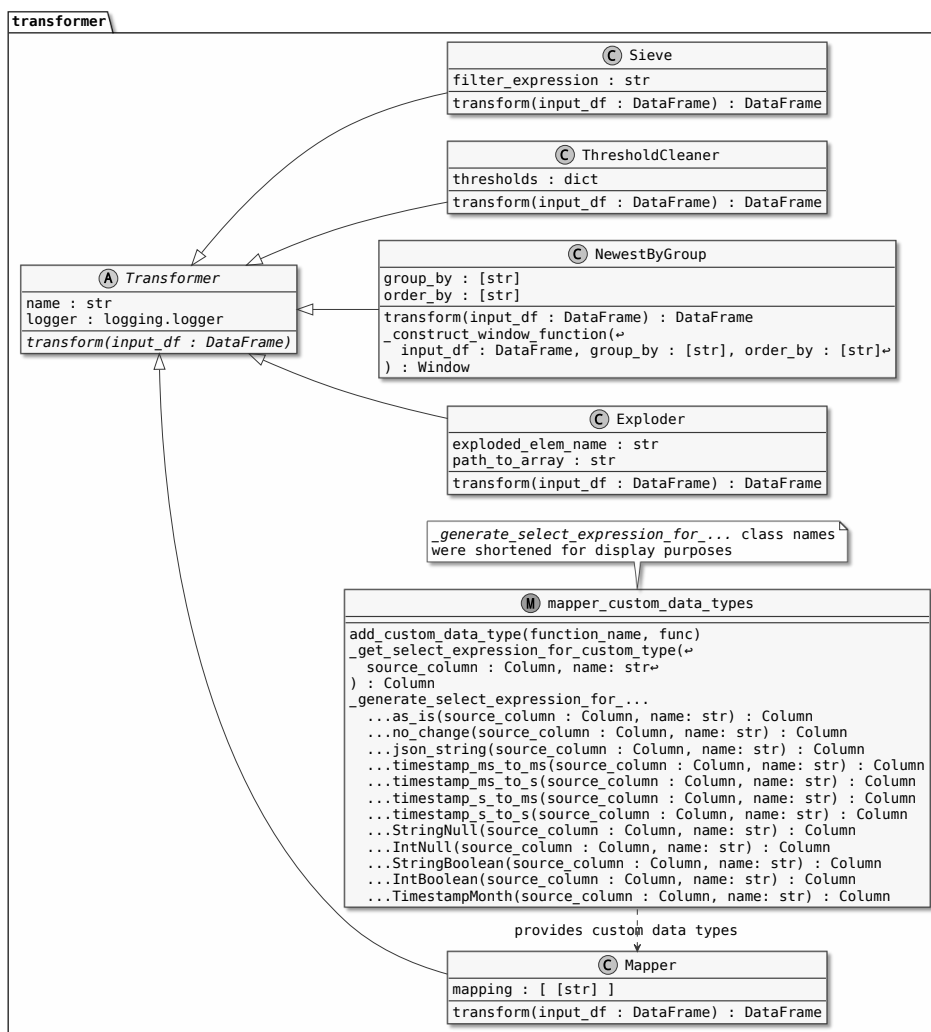 transformer
C Sieve
filter_expression : str
transform(input_df : DataFrame) : DataFrame
C ThresholdCleaner
thresholds : dict
transform(input_df : DataFrame) : DataFrame
C NewestByGroup
group_by : [str]
order_by : [str]
transform(input_df : DataFrame) : DataFrame
_construct_window_function(↩
input_df : DataFrame, group_by : [str], order_by : [str]↩
) : Window
A Transformer
name : str
logger : logging.logger
transform(input_df : DataFrame)
C Exploder
exploded_elem_name : str
path_to_array : str
transform(input_df : DataFrame) : DataFrame
_generate_select_expression_for_... class names
were shortened for display purposes
M mapper_custom_data_types
add_custom_data_type(function_name, func)
_get_select_expression_for_custom_type(↩
source_column : Column, name: str↩
) : Column
_generate_select_expression_for_...
...as_is(source_column : Column, name: str) : Column
...no_change(source_column : Column, name: str) : Column
...json_string(source_column : Column, name: str) : Column
...timestamp_ms_to_ms(source_column : Column, name: str) : Column
...timestamp_ms_to_s(source_column : Column, name: str) : Column
...timestamp_s_to_ms(source_column : Column, name: str) : Column
...timestamp_s_to_s(source_column : Column, name: str) : Column
...StringNull(source_column : Column, name: str) : Column
...IntNull(source_column : Column, name: str) : Column
...StringBoolean(source_column : Column, name: str) : Column
...IntBoolean(source_column : Column, name: str) : Column
...TimestampMonth(source_column : Column, name: str) : Column
provides custom data types
C Mapper
mapping : [ [str] ]
transform(input_df : DataFrame) : DataFrame